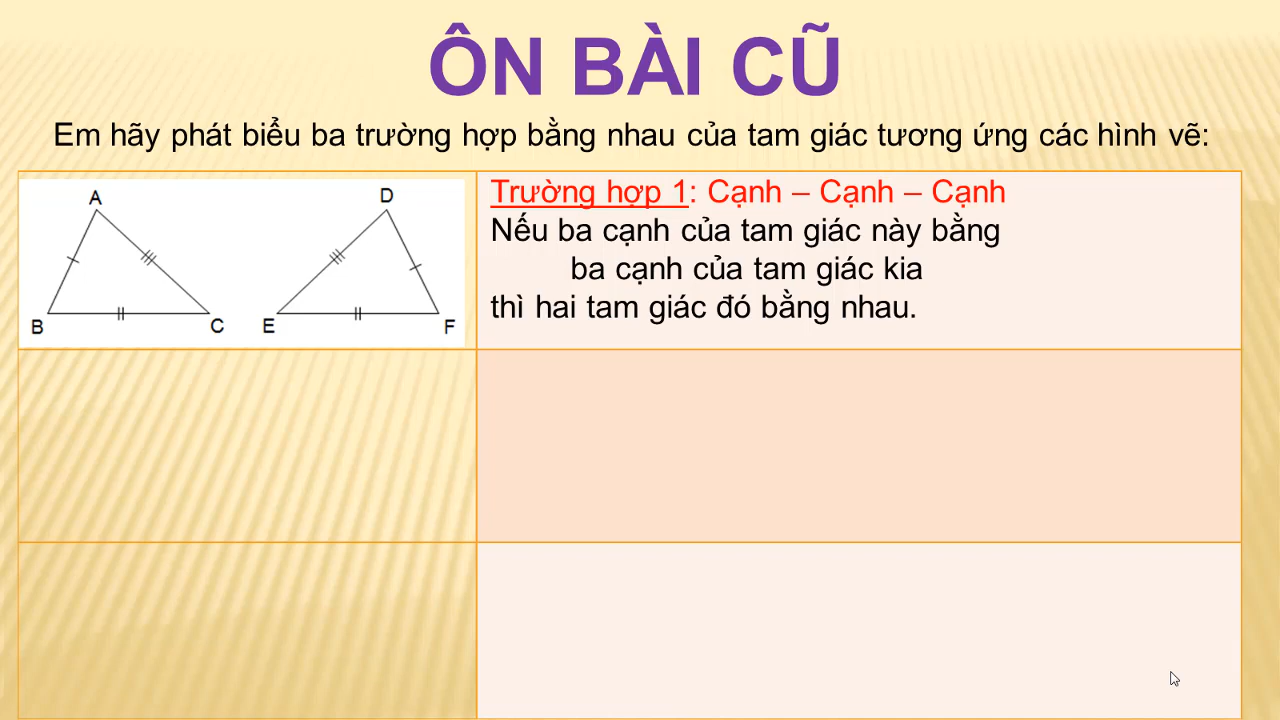 ÔN BÀI CŨ
Em hãy phát biểu ba trường hợp bằng nhau của tam giác tương ứng các hình vẽ:
A
D
B
C
E
F
Trường hợp 1: Cạnh – Cạnh – Cạnh
Nếu ba cạnh của tam giác này bằng
ba cạnh của tam giác kia
thì hai tam giác đó bằng nhau.